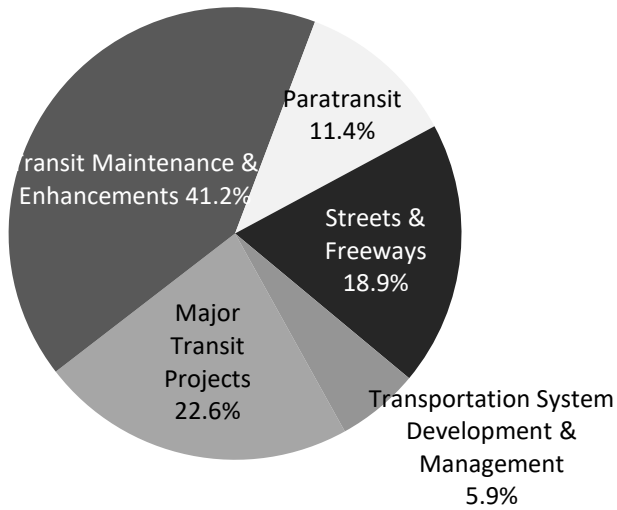 Paratransit
11.4%
Transit Maintenance &
Enhancements 41.2%
Streets &
Freeways
18.9%
Major
Transit
Projects
22.6%
Transportation System
Development &
Management
5.9%